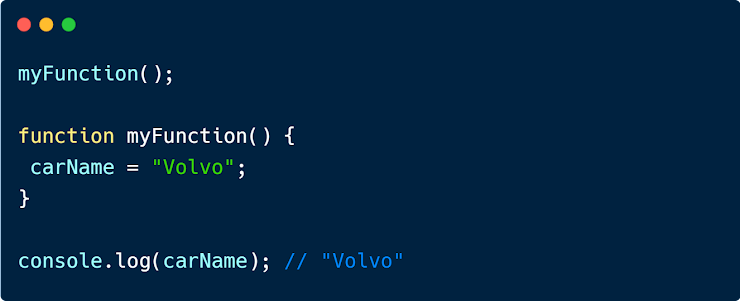 myFunction();
function myFunction() {
carName = "Volvo";
}
console.log(carName); // "Volvo"